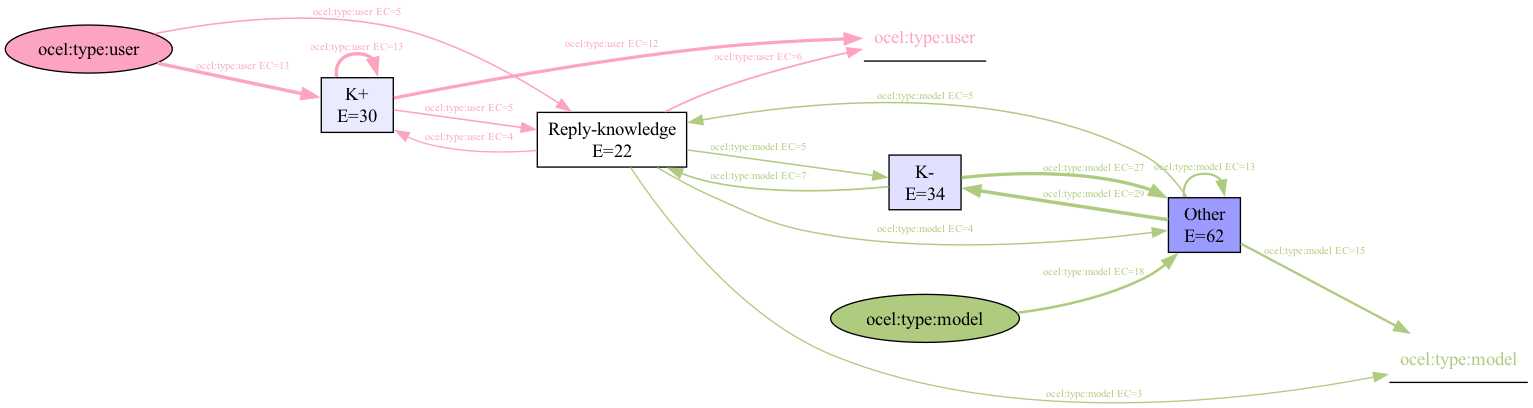 ocel:type:user
ocel:type:user EC=5
ocel:type:user EC=13
ocel:type:user EC=13
K+
E=30
ocel:type:user EC=12
ocel:type:user EC=5
ocel:type:user EC=4
Reply-knowledge
E=22
ocel:type:user EC=6
ocel:type:user
ocel:type:model EC=5
ocel:type:model EC=5
ocel:type:model EC=7
K-
E=34
ocel:type:model EC=27
ocel:type:model EC=13
ocel:type:model EC=29
Other
E=62
ocel:type:model EC=4
ocel:type:model EC=18
ocel:type:model EC=15
ocel:type:model
ocel:type:model
ocel:type:model EC=3